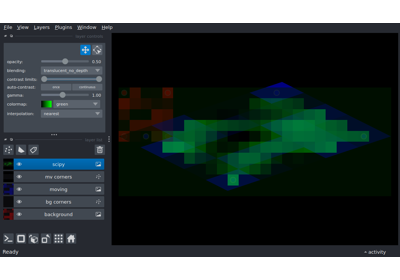 File View Layers Plugins Window Help
opacity: 0.50
blending: translucent_no_depth
contrast limits:
auto-contrast: once continuous
gamma: 1.00
colormap: green
interpolation: nearest
scipy
mv corners
moving
bg corners
background
Ready activity